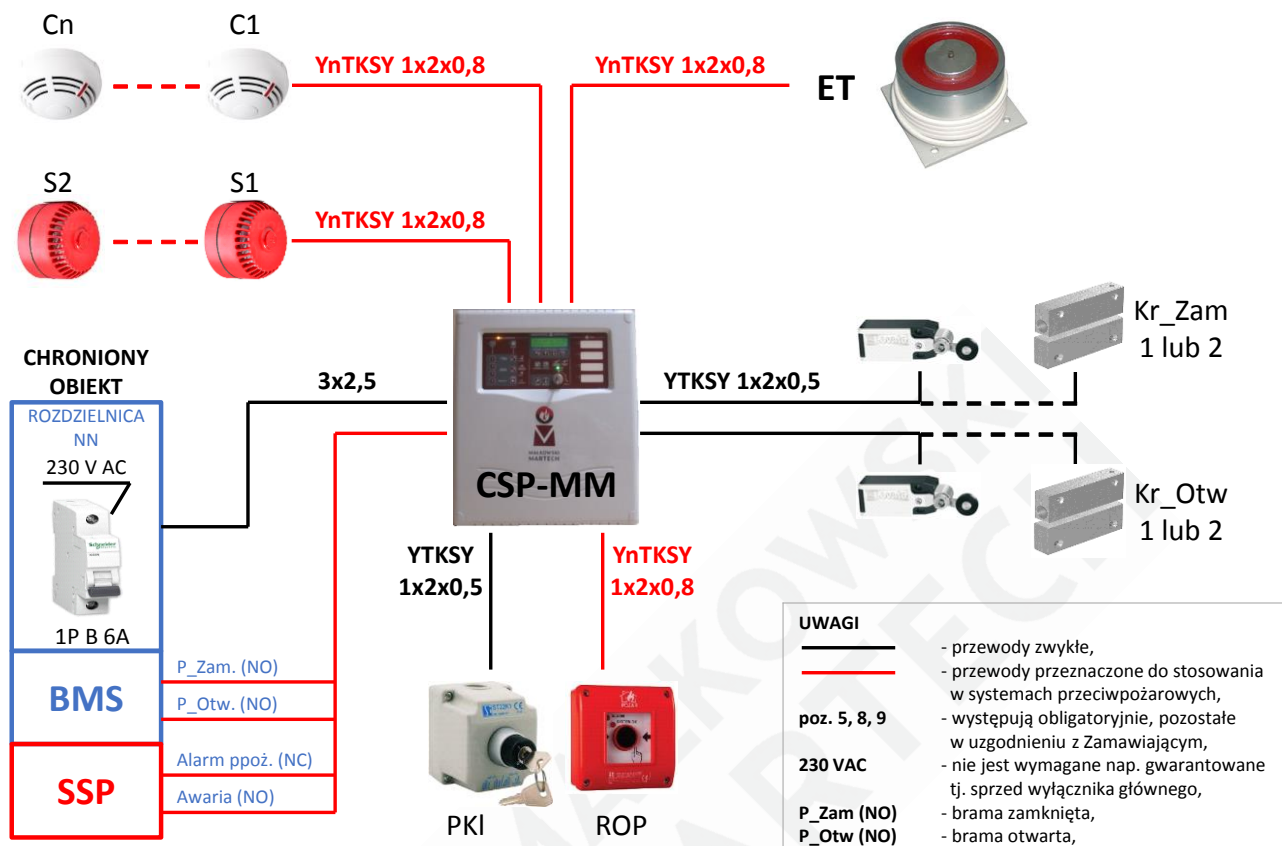 Cn
C1
YnTKSY 1x2x0,8
YnTKSY 1x2x0,8
ET
S2
S1
YnTKSY 1x2x0,8
Kr_Zam
1 lub 2
CHRONIONY
OBIEKT
3x2,5
YTKSY 1x2x0,5
ROZDZIELNICA
NN
230 V AC
MAŁKOWSKI
MARTECH
CSP-MM
Kr_Otw
1 lub 2
Schneider
1P B 6A
YTKSY
1x2x0,5
YnTKSY
1x2x0,8
BMS
P_Zam. (NO)
P_Otw. (NO)
SSP
Alarm ppoż. (NC)
Awaria (NO)
PKl
ROP
UWAGI
- przewody zwykłe,
- przewody przeznaczone do stosowania
w systemach przeciwpożarowych,
poz. 5, 8, 9 - występują obligatoryjnie, pozostałe
w uzgodnieniu z Zamawiającym,
230 VAC - nie jest wymagane nap. gwarantowane
tj. sprzed wyłącznika głównego,
P_Zam (NO) - brama zamknięta,
P_Otw (NO) - brama otwarta,